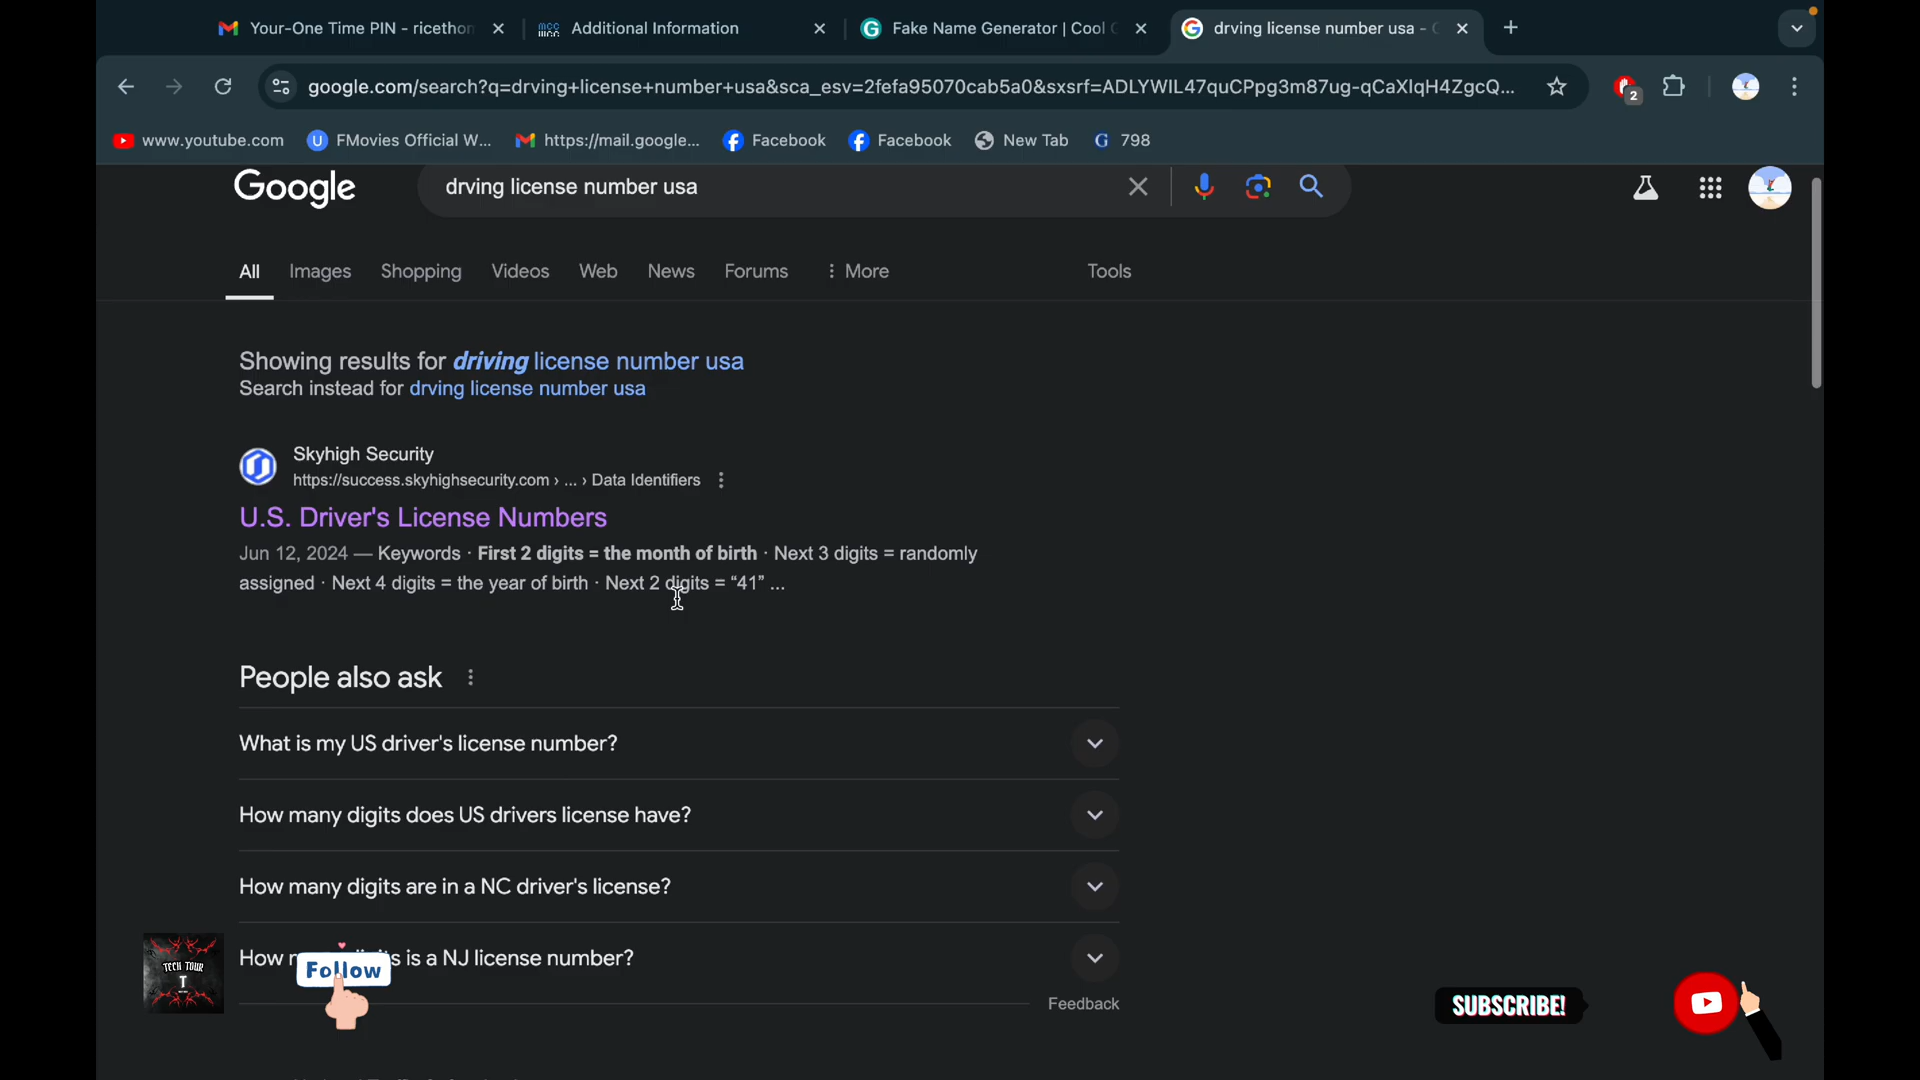 Your-One Time PIN - ricethon
Additional Information
Fake Name Generator | Cool G
drving license number usa - G
google.com/search?q=drving+license+number+usa&sca_esv=2fefa95070cab5a0&sxsrf=ADLYWIL47quCPpg3m87ug-qCaXIqH4ZgcQ...
2
www.youtube.com
FMovies Official W...
https://mail.google...
Facebook
Facebook
New Tab
798
Google
drving license number usa
All
Images
Shopping
Videos
Web
News
Forums
More
Tools
Showing results for driving license number usa
Search instead for drving license number usa
Skyhigh Security
https://success.skyhighsecurity.com › ... › Data Identifiers
U.S. Driver's License Numbers
Jun 12, 2024 — Keywords · First 2 digits = the month of birth · Next 3 digits = randomly
assigned · Next 4 digits = the year of birth · Next 2 digits = “41” ...
People also ask
What is my US driver's license number?
How many digits does US drivers license have?
How many digits are in a NC driver's license?
How is a NJ license number?
Feedback
TECH TOUR
T
Follow
SUBSCRIBE!